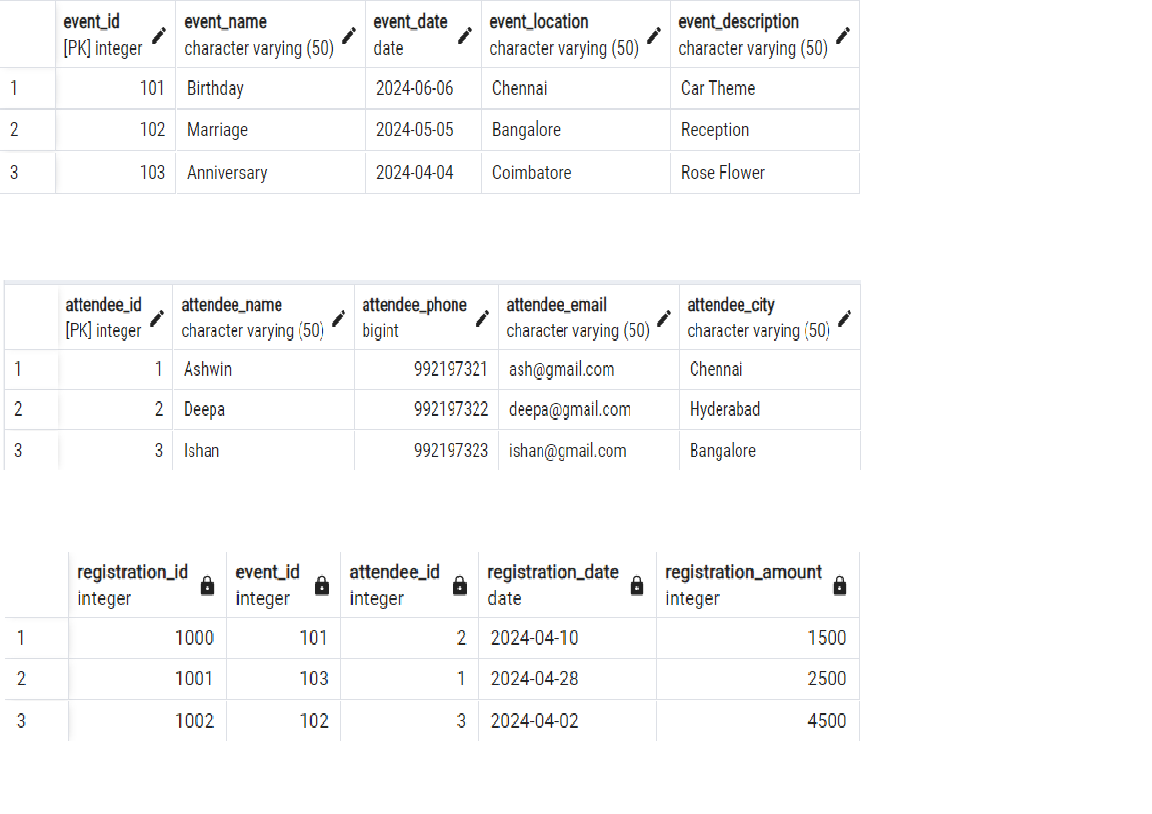 event_id event_name event_date event_location event_description
[PK] integer character varying (50) date character varying (50) character varying (50)
1 101 Birthday 2024-06-06 Chennai Car Theme
2 102 Marriage 2024-05-05 Bangalore Reception
3 103 Anniversary 2024-04-04 Coimbatore Rose Flower
attendee_id attendee_name attendee_phone attendee_email attendee_city
[PK] integer character varying (50) bigint character varying (50) character varying (50)
1 1 Ashwin 992197321 ash@gmail.com Chennai
2 2 Deepa 992197322 deepa@gmail.com Hyderabad
3 3 Ishan 992197323 ishan@gmail.com Bangalore
registration_id event_id attendee_id registration_date registration_amount
integer integer integer date integer
1 1000 101 2 2024-04-10 1500
2 1001 103 1 2024-04-28 2500
3 1002 102 3 2024-04-02 4500